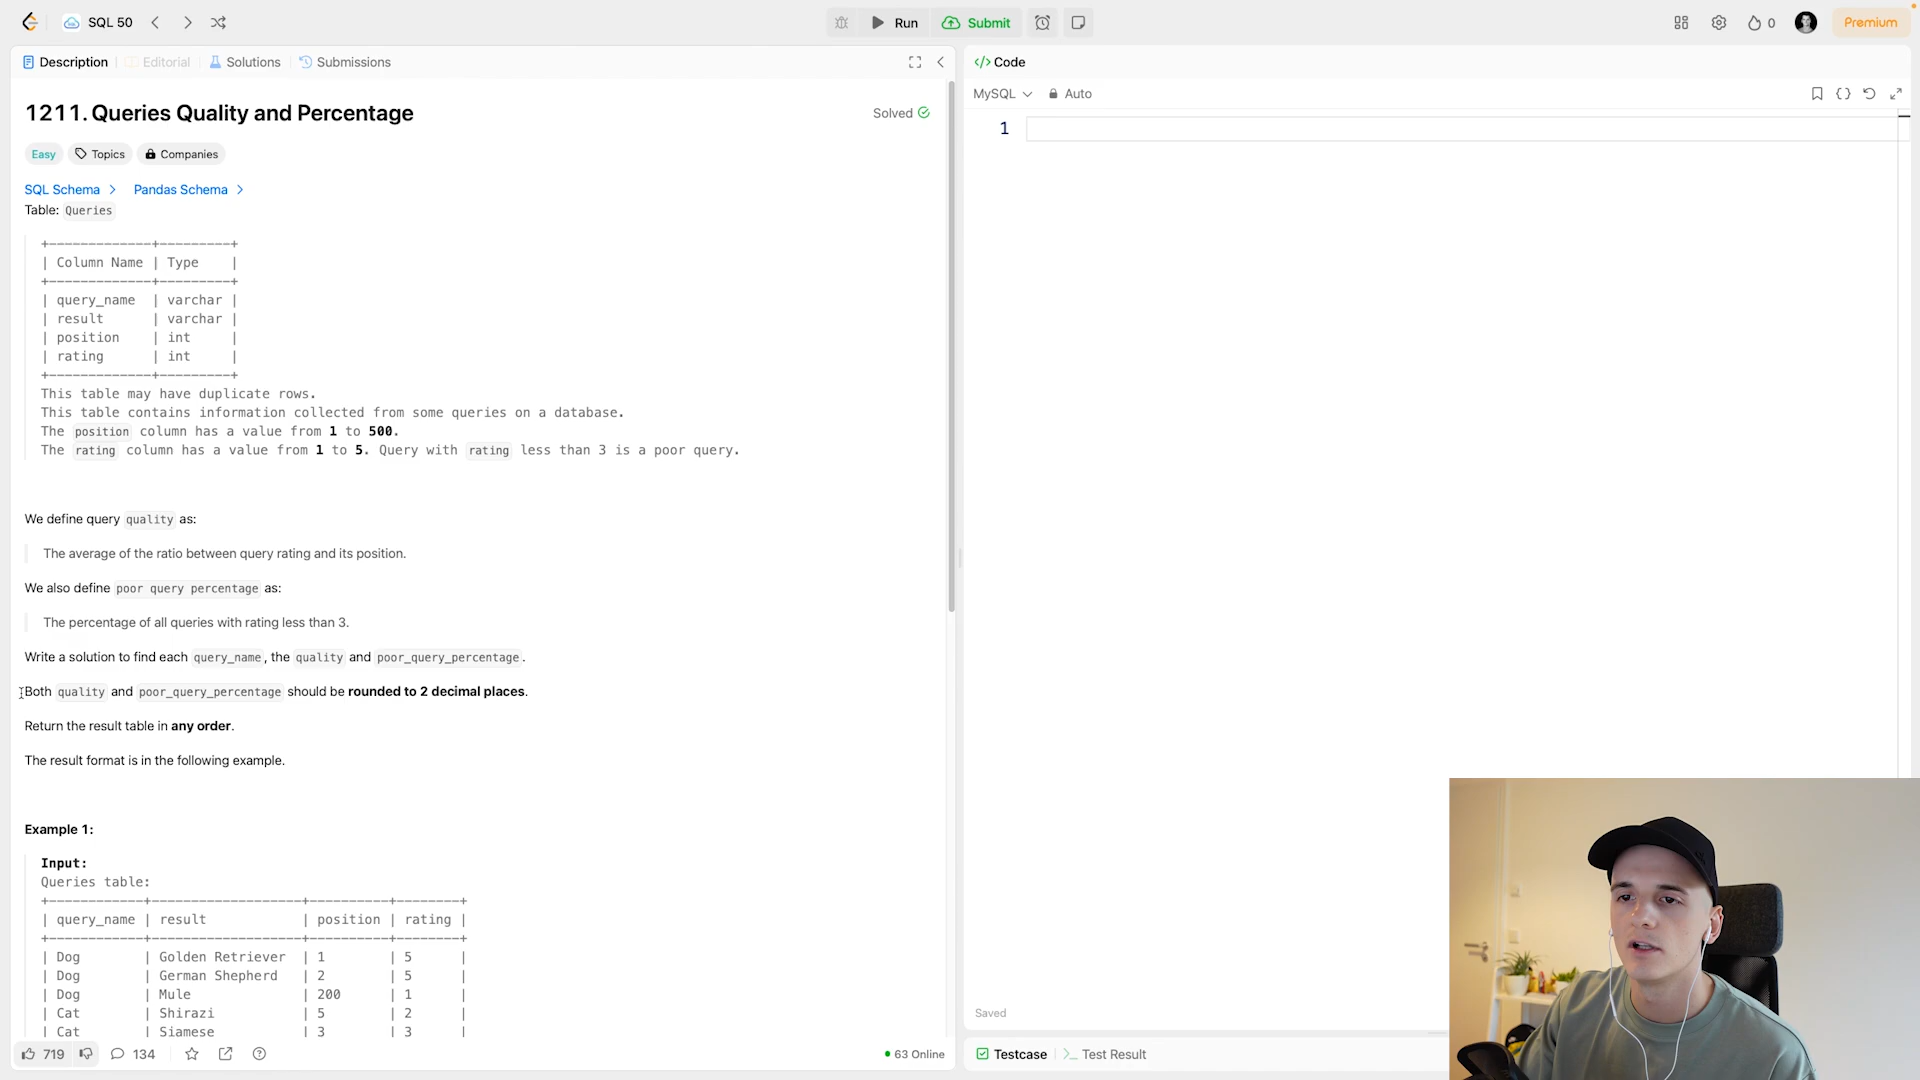 SQL 50
Run
Submit
0
Premium
Description
Editorial
Solutions
Submissions
Code
1211. Queries Quality and Percentage
Solved
MySQL
Auto
1
Easy
Topics
Companies
SQL Schema
Pandas Schema
Table: Queries
+-------------+---------+
| Column Name | Type    |
+-------------+---------+
| query_name  | varchar |
| result      | varchar |
| position    | int     |
| rating      | int     |
+-------------+---------+
This table may have duplicate rows.
This table contains information collected from some queries on a database.
The position column has a value from 1 to 500.
The rating column has a value from 1 to 5. Query with rating less than 3 is a poor query.
We define query quality as:
The average of the ratio between query rating and its position.
We also define poor query percentage as:
The percentage of all queries with rating less than 3.
Write a solution to find each query_name, the quality and poor_query_percentage.
Both quality and poor_query_percentage should be rounded to 2 decimal places.
Return the result table in any order.
The result format is in the following example.
Example 1:
Input:
Queries table:
+------------+-------------------+----------+--------+
| query_name | result            | position | rating |
+------------+-------------------+----------+--------+
| Dog        | Golden Retriever  | 1        | 5      |
| Dog        | German Shepherd   | 2        | 5      |
| Dog        | Mule              | 200      | 1      |
| Cat        | Shirazi           | 5        | 2      |
| Cat        | Siamese           | 3        | 3      |
Saved
719
134
63 Online
Testcase
Test Result